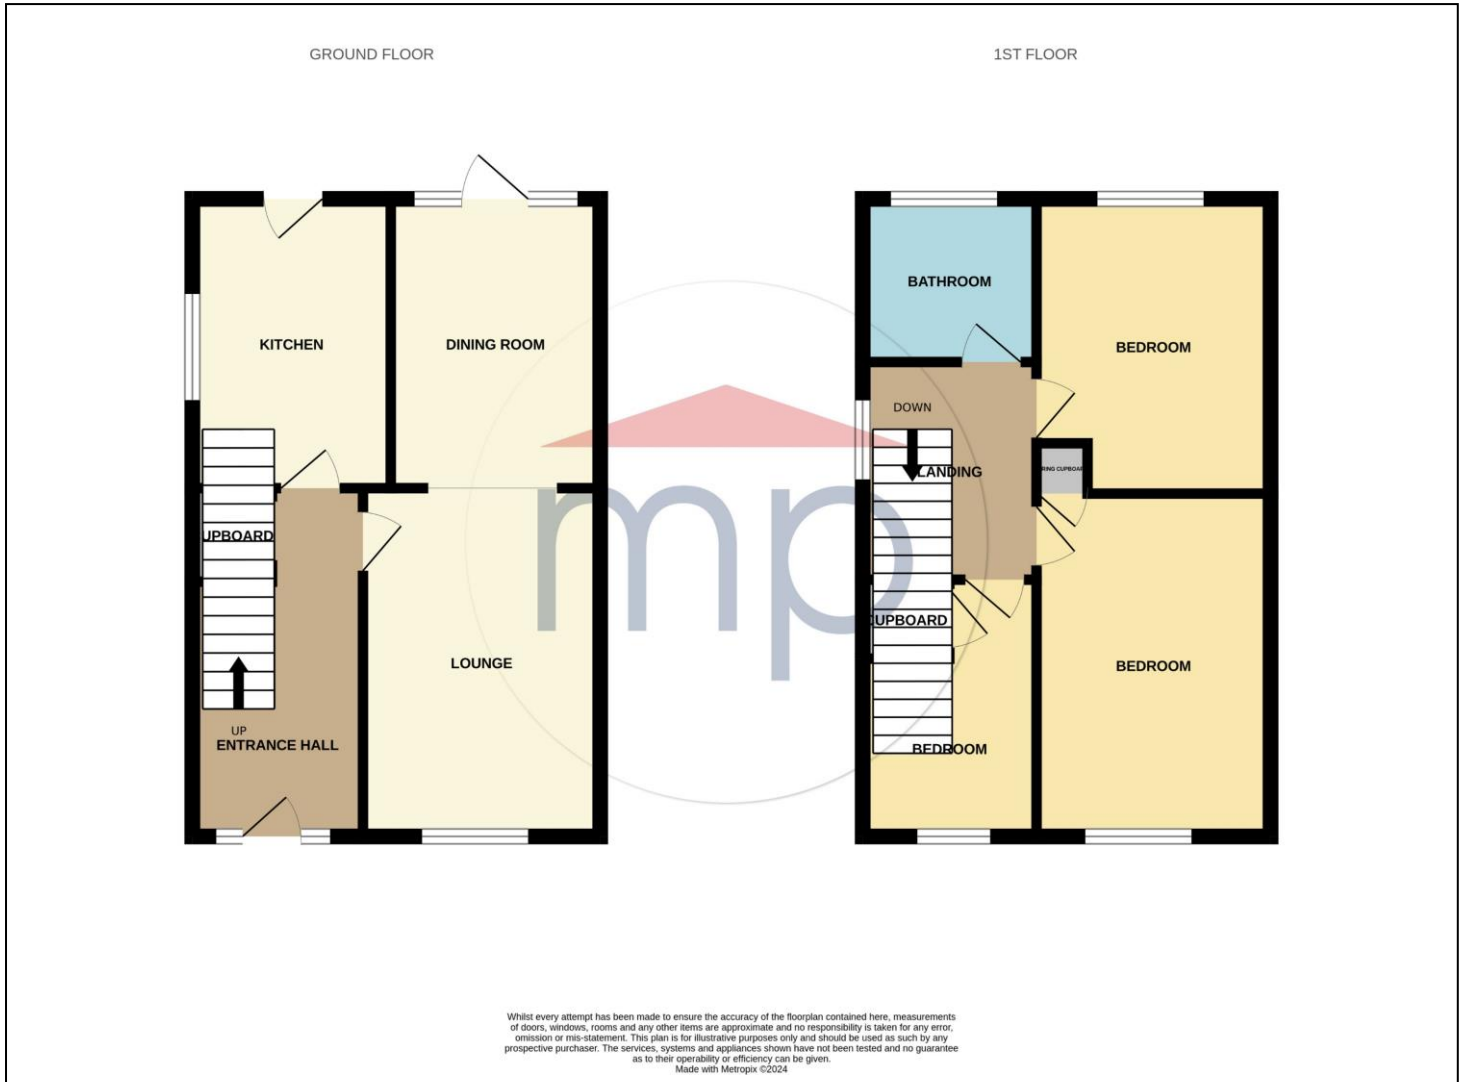 GROUND FLOOR
1ST FLOOR
KITCHEN
DINING ROOM
UPBOARD
LOUNGE
UP
ENTRANCE HALL
BATHROOM
BEDROOM
DOWN
LANDING
RING CUPBOAR
UPBOARD
BEDROOM
BEDROOM
mp
Whilst every attempt has been made to ensure the accuracy of the floorplan contained here, measurements
of doors, windows, rooms and any other items are approximate and no responsibility is taken for any error,
omission or mis-statement. This plan is for illustrative purposes only and should be used as such by any
prospective purchaser. The services, systems and appliances shown have not been tested and no guarantee
as to their operability or efficiency can be given.
Made with Metropix ©2024